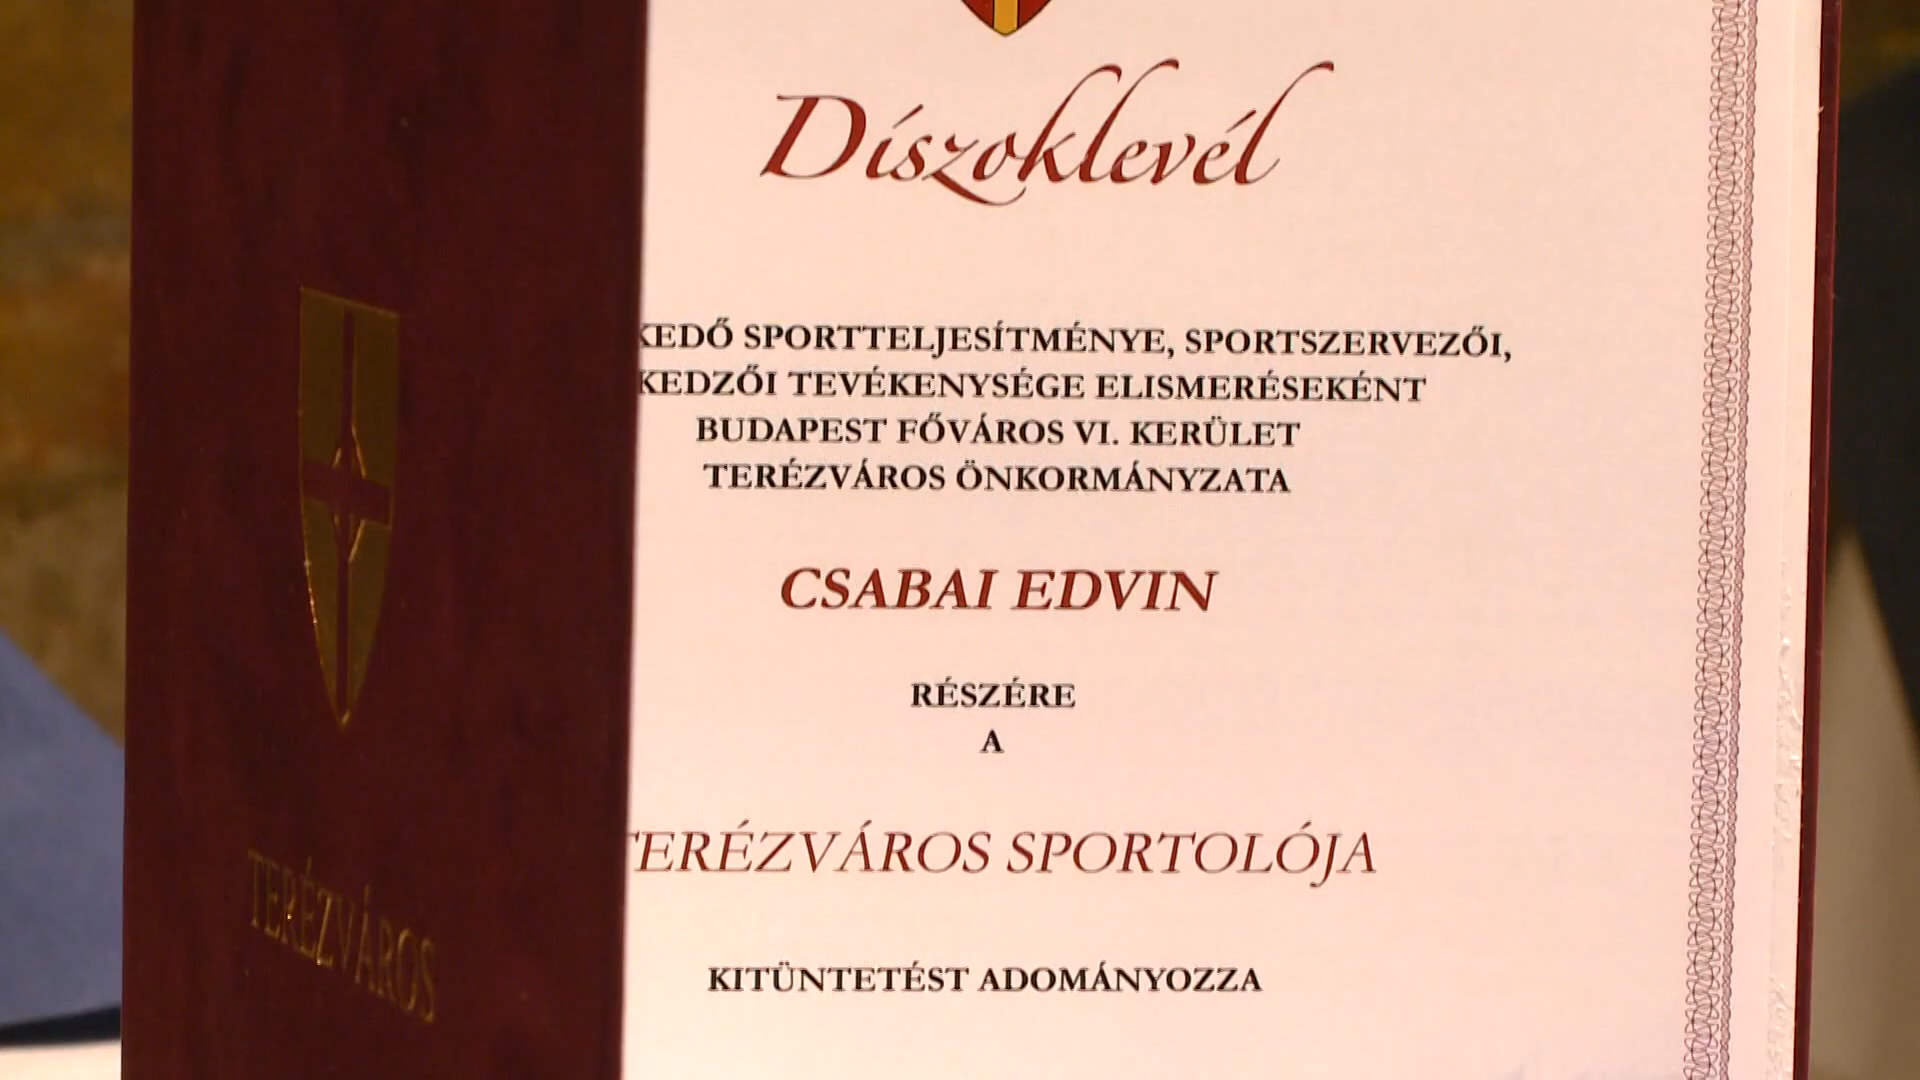 Díszoklevél
KEDŐ SPORTTELJESÍTMÉNYE, SPORTSZERVEZŐI,
KEDZŐI TEVÉKENYSÉGE ELISMERÉSEKÉNT
BUDAPEST FŐVÁROS VI. KERÜLET
TERÉZVÁROS ÖNKORMÁNYZATA
CSABAI EDVIN
RÉSZÉRE
A
TERÉZVÁROS SPORTOLÓJA
KITÜNTETÉST ADOMÁNYOZZA
TERÉZVÁROS